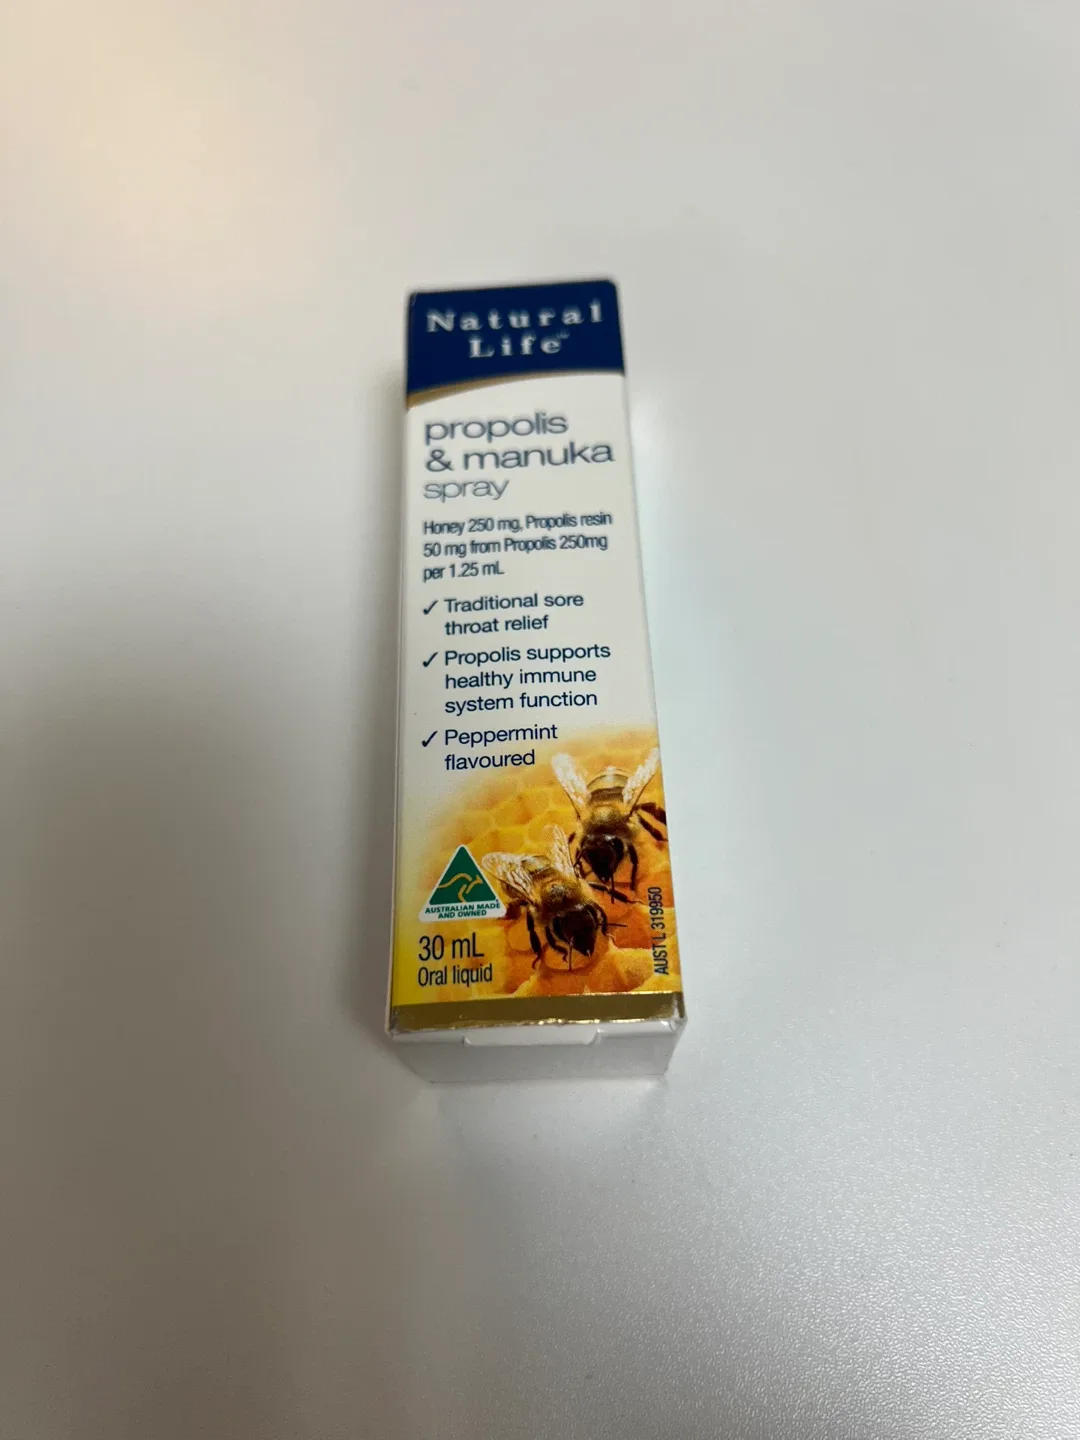 Natural
Life™
propolis
& manuka
spray
Honey 250 mg, Propolis resin
50 mg from Propolis 250mg
per 1.25 mL
✓ Traditional sore
throat relief
✓ Propolis supports
healthy immune
system function
✓ Peppermint
flavoured
AUSTRALIAN MADE
AND OWNED
30 mL
Oral liquid
AUST L 319950